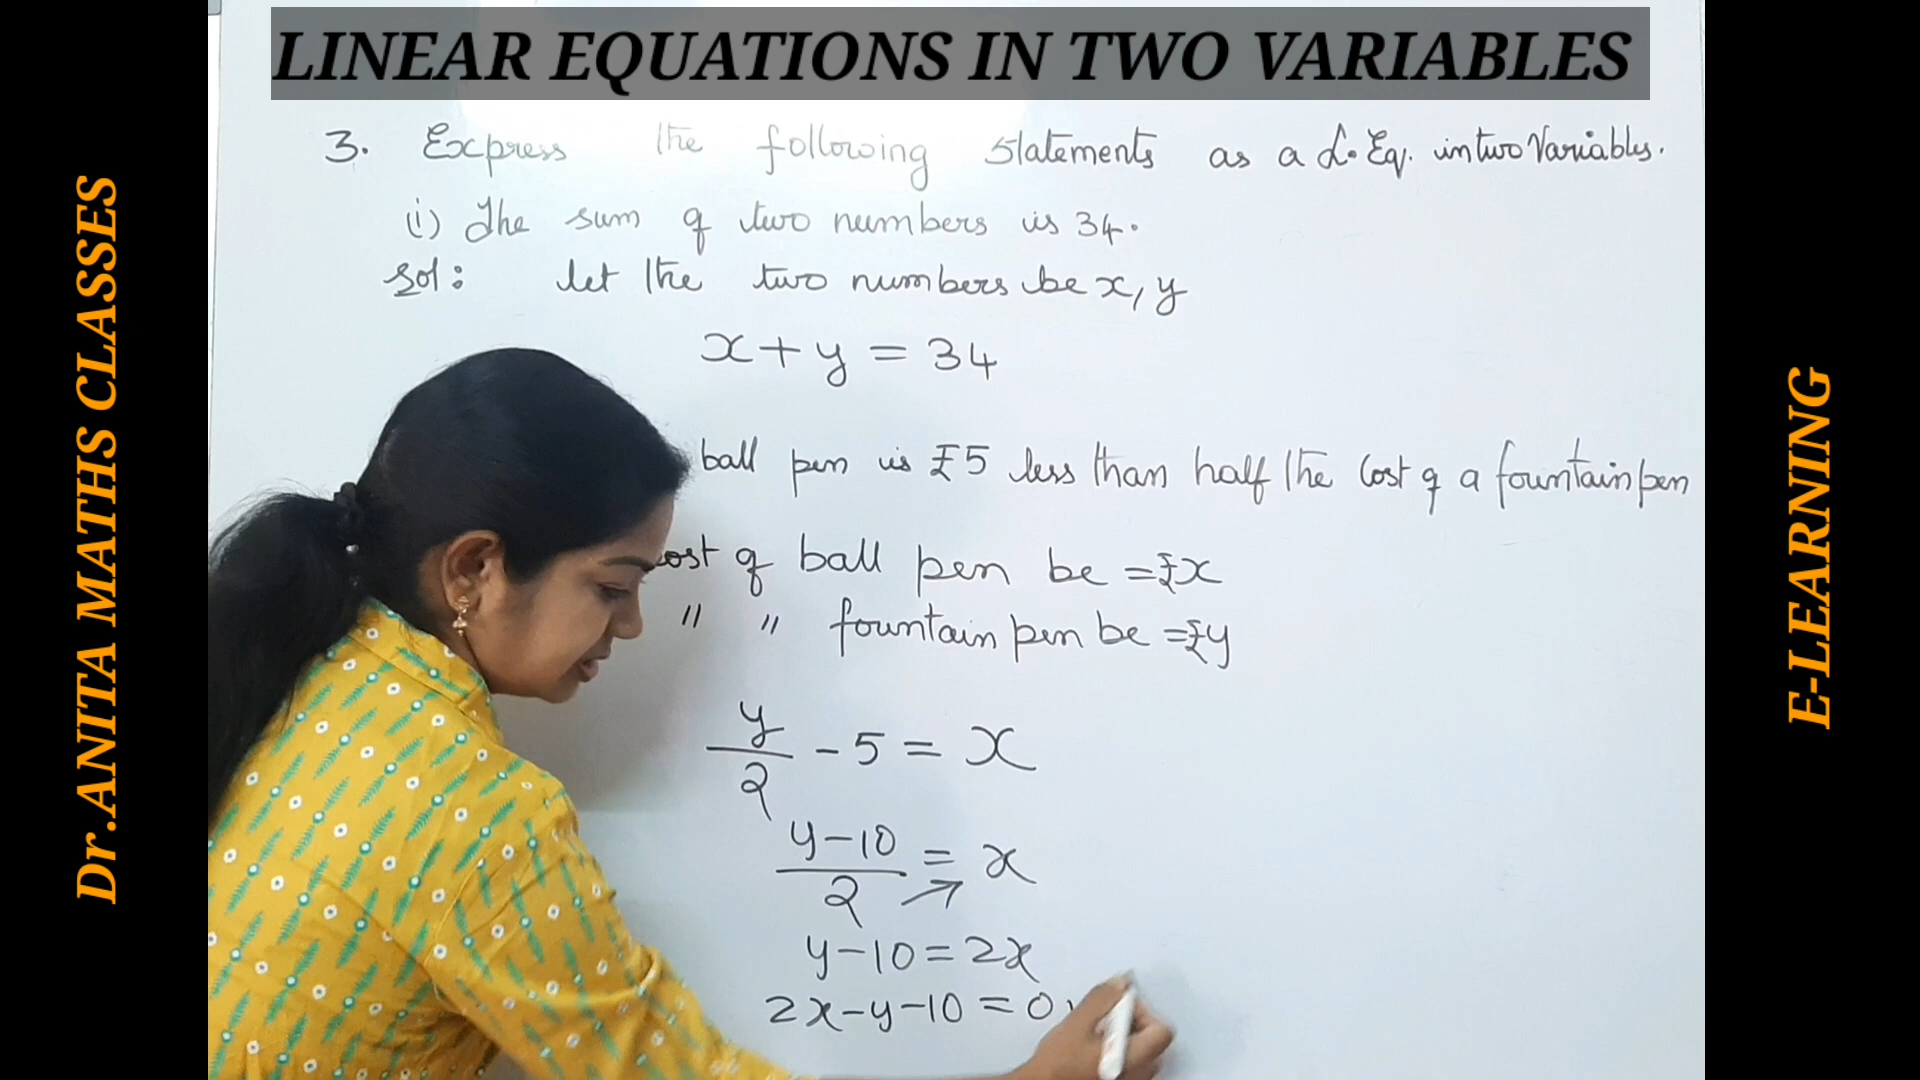 LINEAR EQUATIONS IN TWO VARIABLES
Dr.ANITA MATHS CLASSES
3. Express the following Statements as a L. Eq. in two Variables.
(i) The sum of two numbers is 34.
Sol: let the two numbers be x, y
x + y = 34
ball pen is ₹5 less than half the cost of a fountain pen
cost of ball pen be = ₹x
" " fountain pen be = ₹y
y/2 - 5 = x
y-10/2 = x
y-10 = 2x
2x-y-10 = 0
E-LEARNING